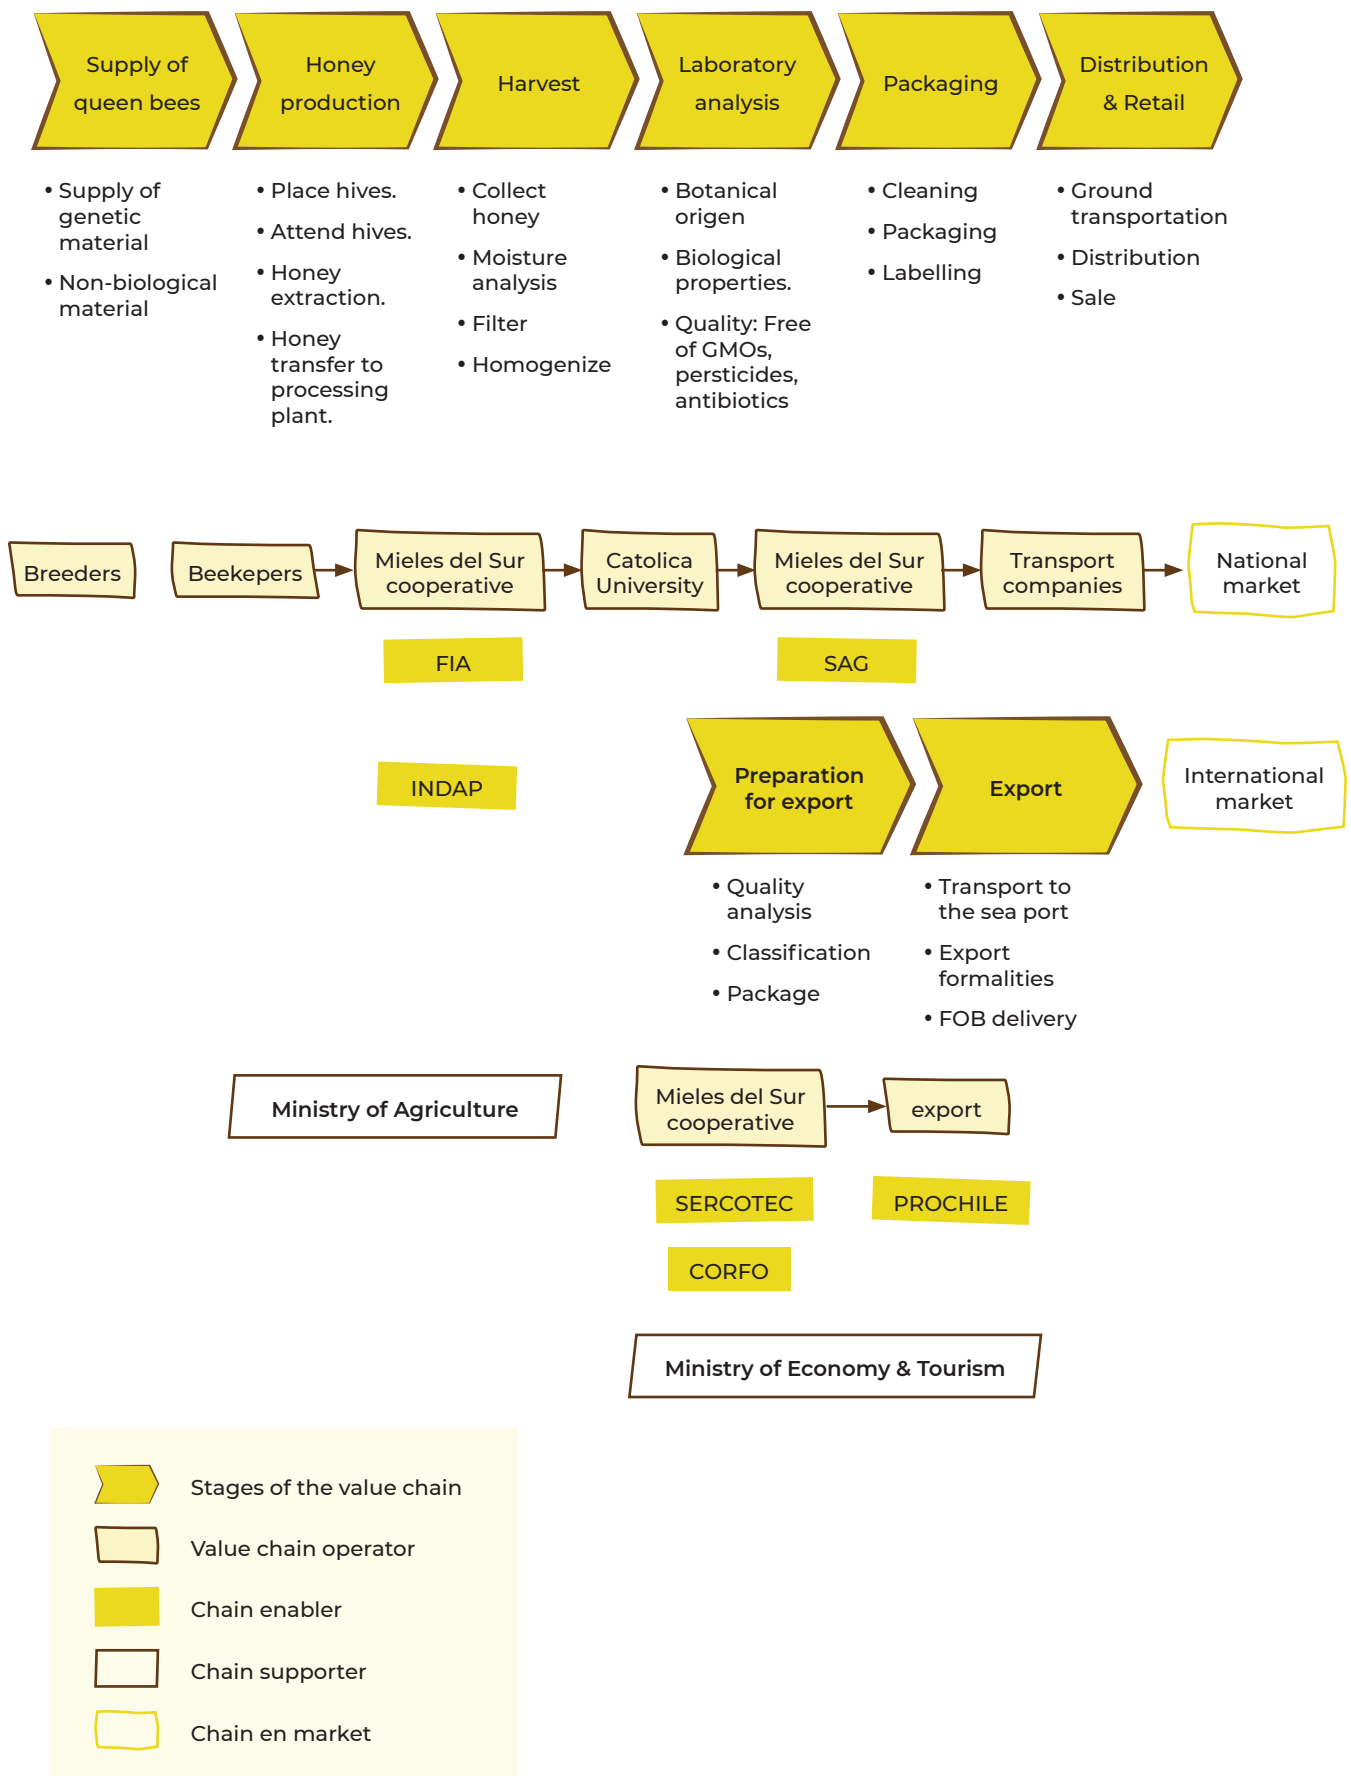 Supply of
queen bees
Honey
production
Harvest
Laboratory
analysis
Packaging
Distribution
& Retail
• Supply of
genetic
material
• Non-biological
material
• Place hives.
• Attend hives.
• Honey
extraction.
• Honey
transfer to
processing
plant.
• Collect
honey
• Moisture
analysis
• Filter
• Homogenize
• Botanical
origen
• Biological
properties.
• Quality: Free
of GMOs,
persticides,
antibiotics
• Cleaning
• Packaging
• Labelling
• Ground
transportation
• Distribution
• Sale
Breeders
Beekepers
Mieles del Sur
cooperative
Catolica
University
Mieles del Sur
cooperative
Transport
companies
National
market
FIA
SAG
INDAP
Preparation
for export
Export
International
market
• Quality
analysis
• Classification
• Package
• Transport to
the sea port
• Export
formalities
• FOB delivery
Ministry of Agriculture
Mieles del Sur
cooperative
export
SERCOTEC
PROCHILE
CORFO
Ministry of Economy & Tourism
Stages of the value chain
Value chain operator
Chain enabler
Chain supporter
Chain en market